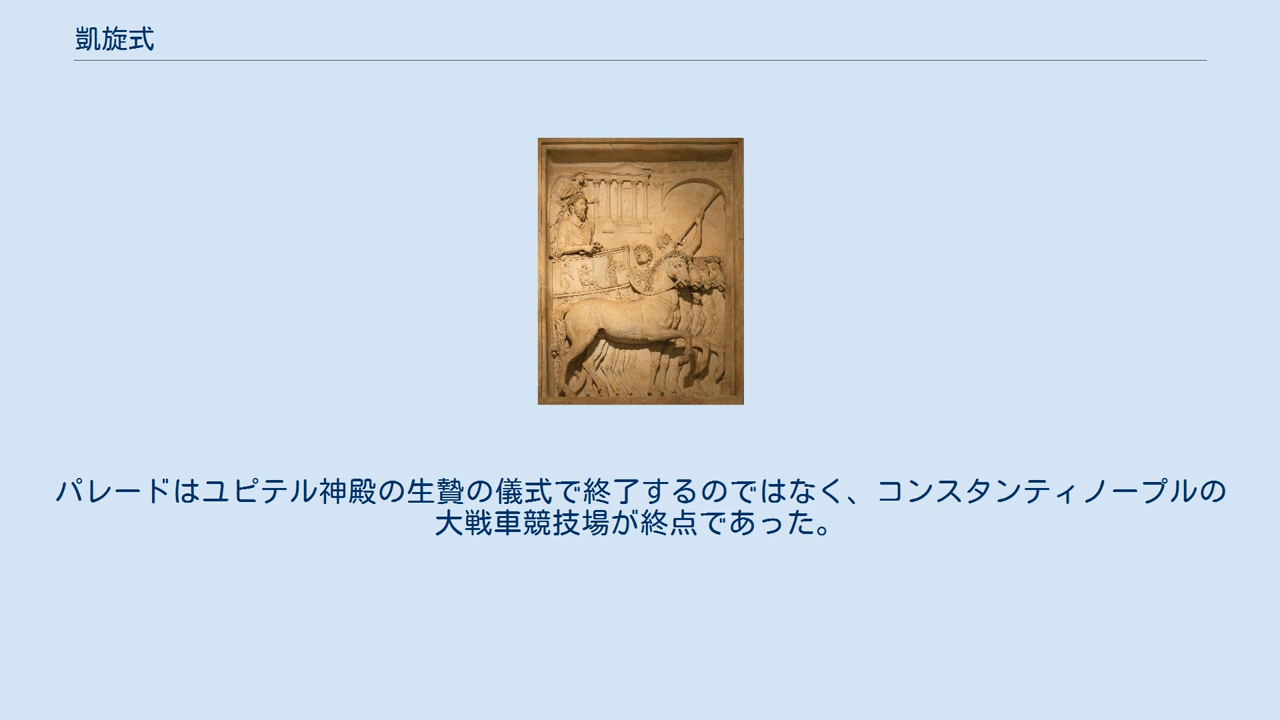 凱旋式
パレードはユピテル神殿の生贄の儀式で終了するのではなく、コンスタンティノープルの
大戦車競技場が終点であった。